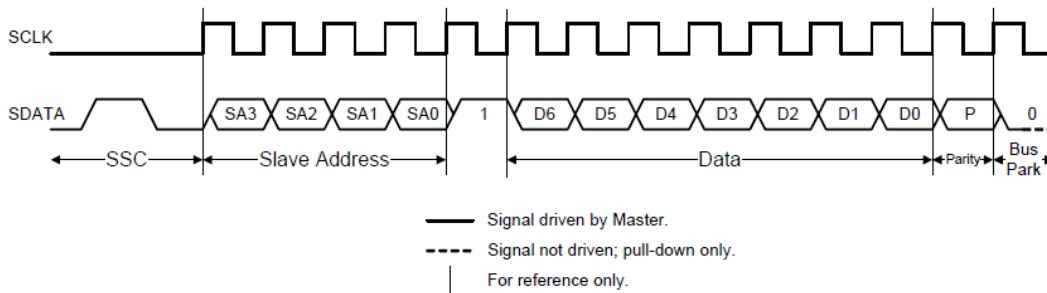 SCLK
SDATA
SA3 SA2 SA1 SA0 1 D6 D5 D4 D3 D2 D1 D0 P 0
SSC Slave Address Data Parity Bus Park
Signal driven by Master.
Signal not driven; pull-down only.
For reference only.